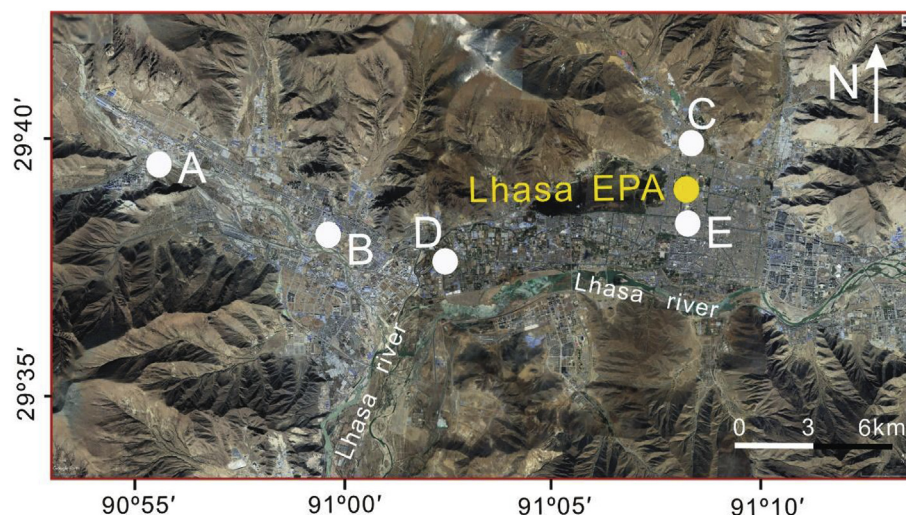 N
29°40′
C
A
Lhasa EPA
E
D
B
Lhasa river
Lhasa river
29°35′
0 3 6km
90°55′ 91°00′ 91°05′ 91°10′